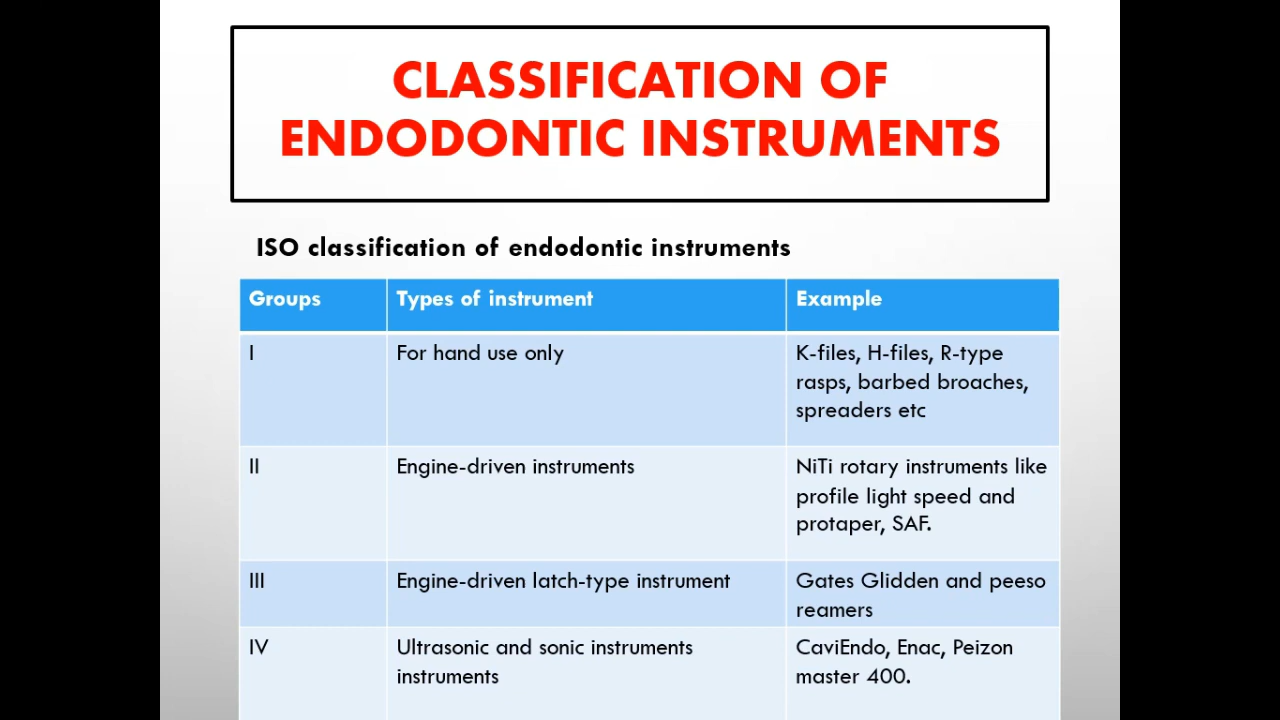 CLASSIFICATION OF
ENDODONTIC INSTRUMENTS
ISO classification of endodontic instruments
Groups
Types of instrument
Example
I
For hand use only
K-files, H-files, R-type
rasps, barbed broaches,
spreaders etc
II
Engine-driven instruments
NiTi rotary instruments like
profile light speed and
protaper, SAF.
III
Engine-driven latch-type instrument
Gates Glidden and peeso
reamers
IV
Ultrasonic and sonic instruments
instruments
CaviEndo, Enac, Peizon
master 400.